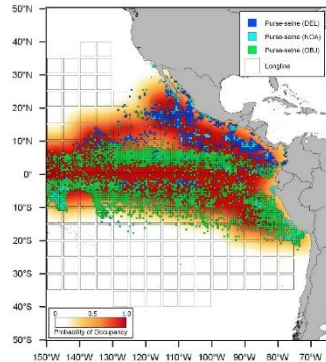 50°N
40°N
30°N
20°N
10°N
0°
10°S
20°S
30°S
40°S
50°S
Purse-seine (DEL)
Purse-seine (NOA)
Purse-seine (OBJ)
Longline
0 0.5 1.0
Probability of Occupancy
150°W 140°W 130°W 120°W 110°W 100°W 90°W 80°W 70°W